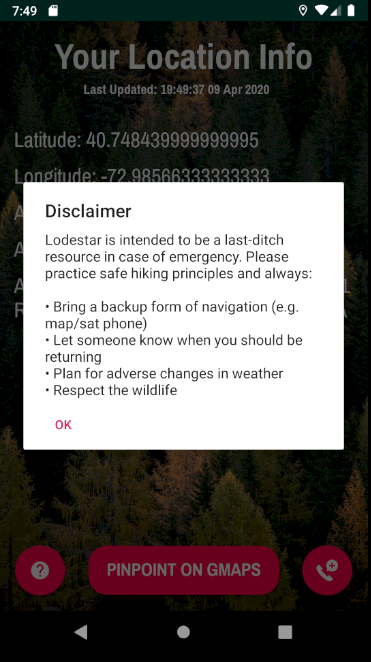 7:49
Your Location Info
Last Updated: 19:49:37 09 Apr 2020
Latitude: 40.748439999999995
Longitude: -72.98566333333333
Disclaimer
Lodestar is intended to be a last-ditch
resource in case of emergency. Please
practice safe hiking principles and always:
• Bring a backup form of navigation (e.g.
map/sat phone)
• Let someone know when you should be
returning
• Plan for adverse changes in weather
• Respect the wildlife
OK
PINPOINT ON GMAPS